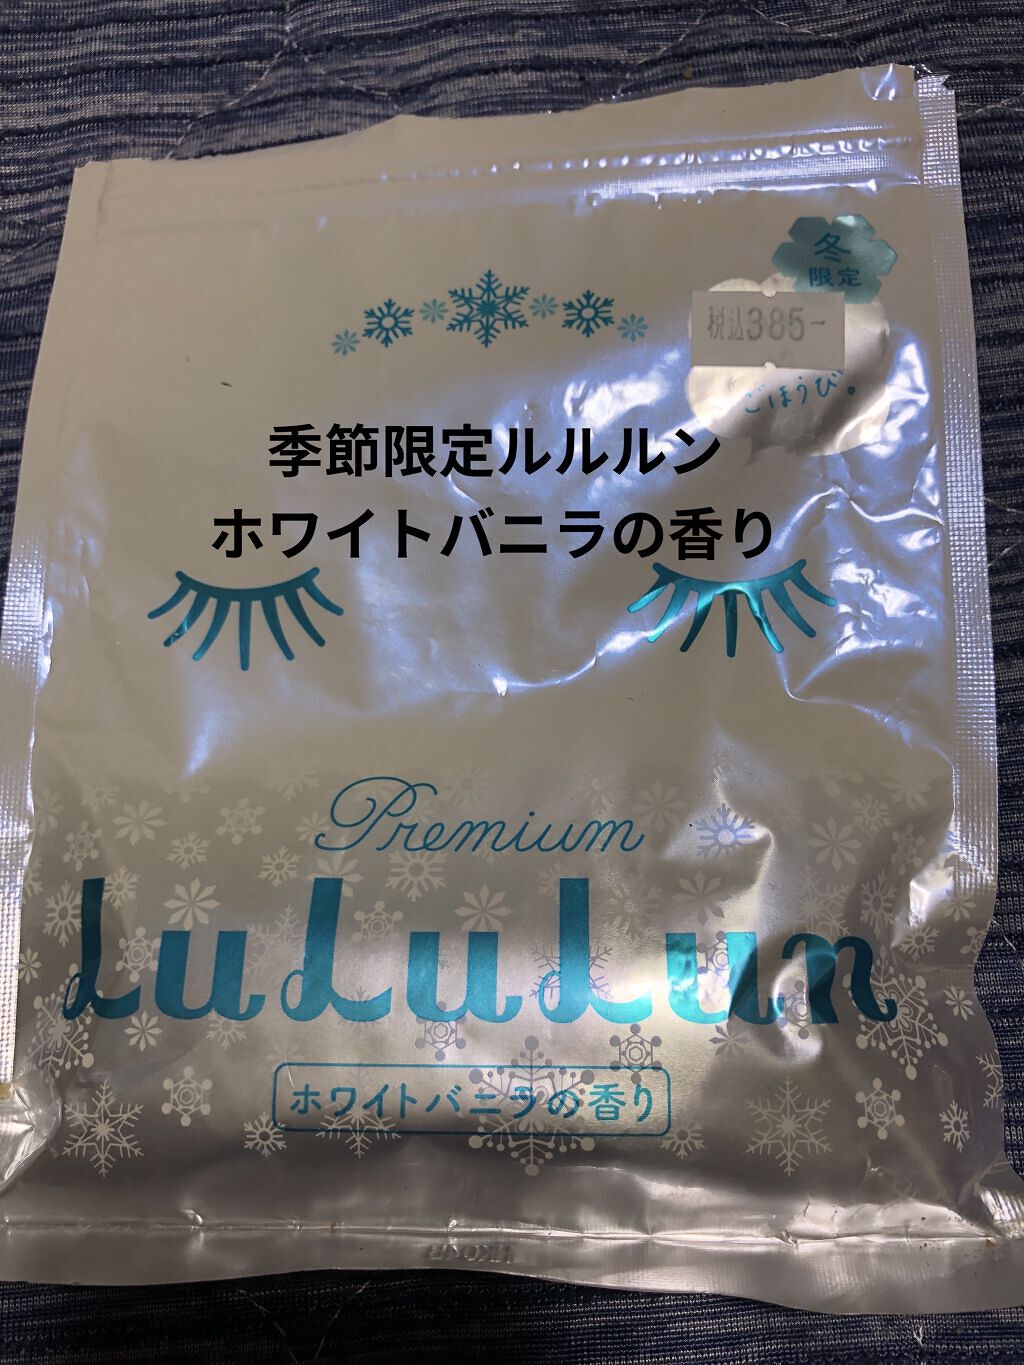 冬
限定
税込385-
ごほうび。
季節限定ルルルン
ホワイトバニラの香り
Premium
LuLuLun
ホワイトバニラの香り